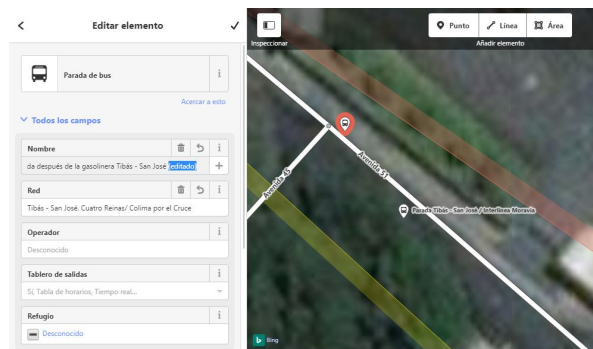 Editar elemento
Parada de bus
i
Acercar a esto
Todos los campos
Nombre
i
da después de la gasolinera Tibás - San José [editado]
+
Red
i
Tibás - San José. Cuatro Reinas/ Colima por el Cruce
Operador
i
Desconocido
Tablero de salidas
i
Sí, Tabla de horarios, Tiempo real...
Refugio
i
Desconocido
Inspeccionar
Punto
Línea
Área
Añadir elemento
Avenida 51
Avenida 45
Parada Tibás - San José / Interlínea Moravia
b Bing